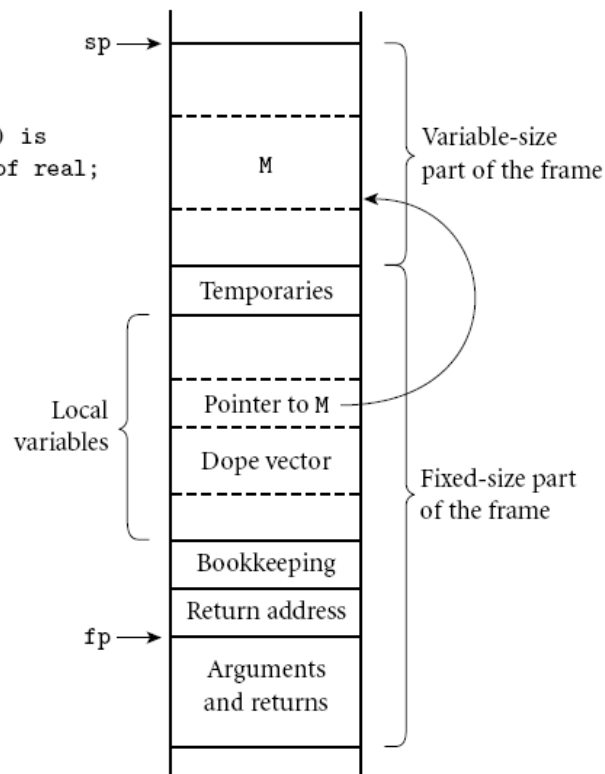 sp
) is
of real;
M
Variable-size
part of the frame
Temporaries
Pointer to M
Local
variables
Dope vector
Fixed-size part
of the frame
Bookkeeping
Return address
fp
Arguments
and returns